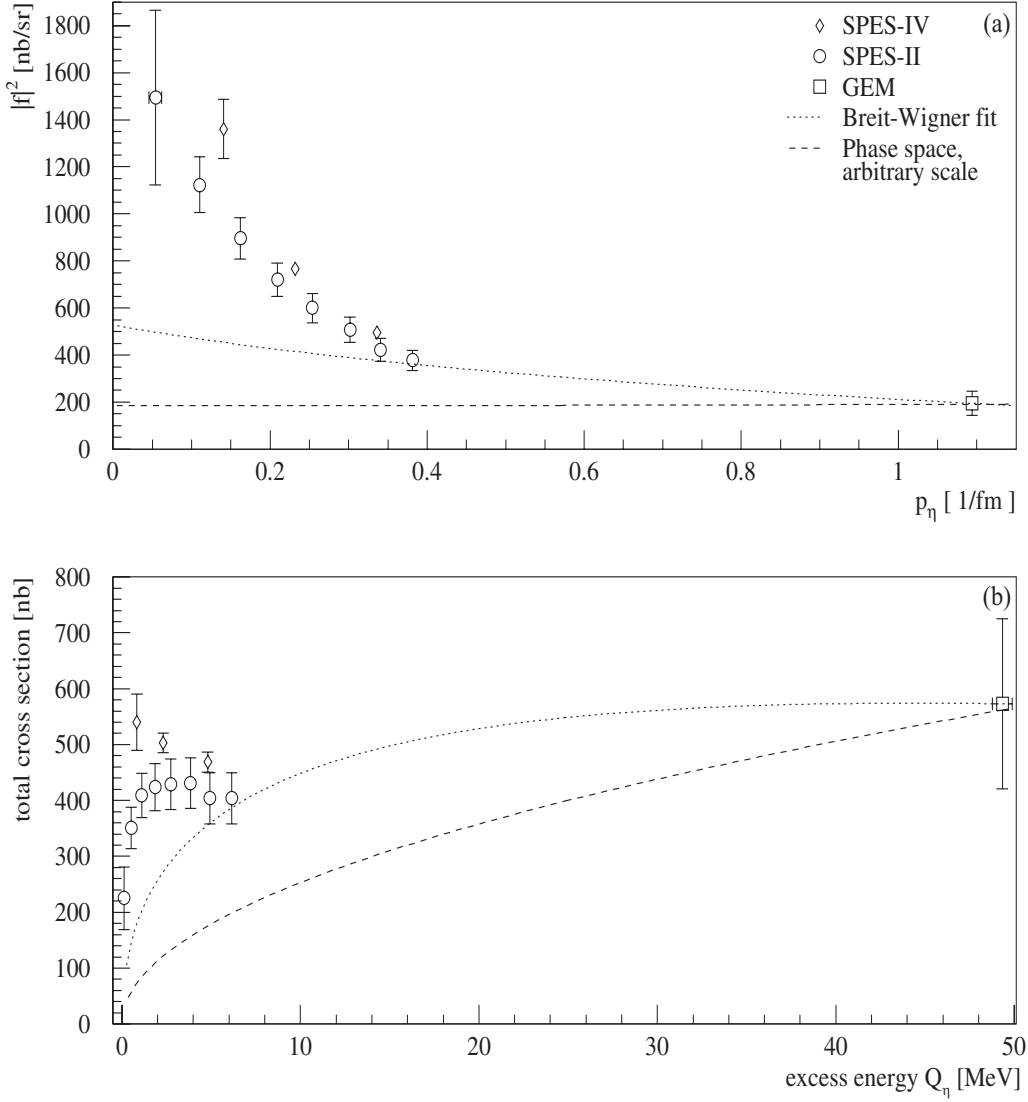 (a)
|f|² [nb/sr]
1800
1600
1400
1200
1000
800
600
400
200
0
SPES-IV
SPES-II
GEM
Breit-Wigner fit
Phase space,
arbitrary scale
0 0.2 0.4 0.6 0.8 1
p_η [ 1/fm ]
(b)
total cross section [nb]
800
700
600
500
400
300
200
100
0
0 10 20 30 40 50
excess energy Q_η [MeV]